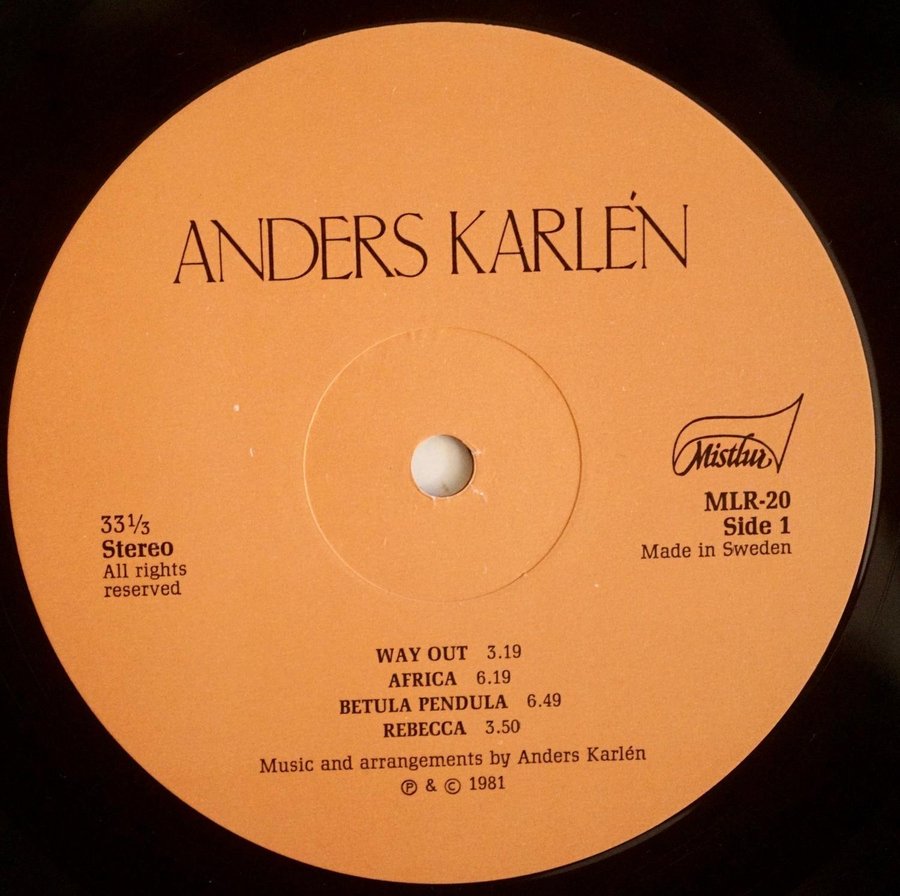 ANDERS KARLÉN
Mistlur
MLR-20
Side 1
Made in Sweden
33⅓
Stereo
All rights
reserved
WAY OUT 3.19
AFRICA 6.19
BETULA PENDULA 6.49
REBECCA 3.50
Music and arrangements by Anders Karlén
℗ & © 1981